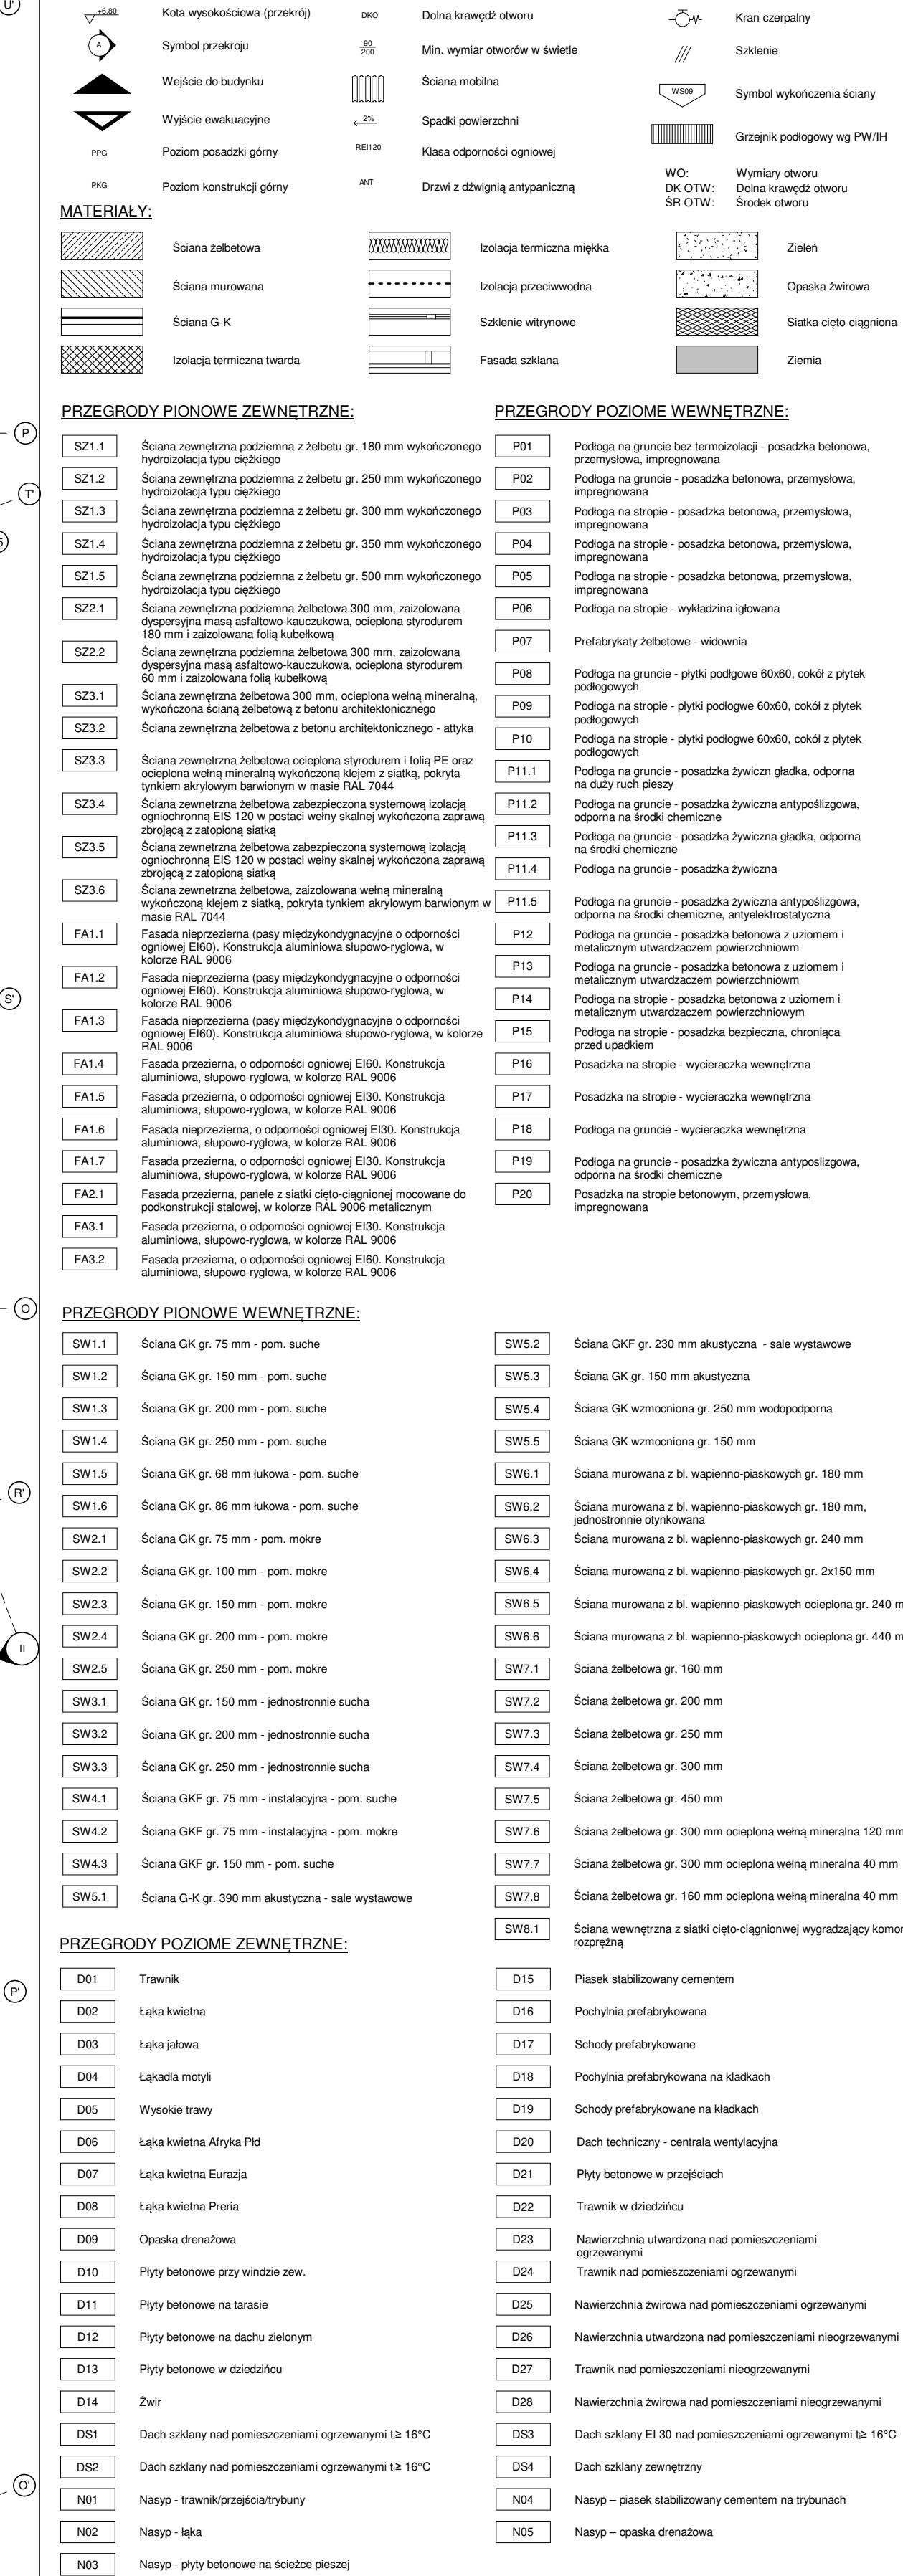 U'
+6.80
Kota wysokościowa (przekrój)
A
Symbol przekroju
Wejście do budynku
Wyjście ewakuacyjne
PPG
Poziom posadzki górny
PKG
Poziom konstrukcji górny
DKO
Dolna krawędź otworu
90
200
Min. wymiar otworów w świetle
Ściana mobilna
2%
Spadki powierzchni
REI120
Klasa odporności ogniowej
ANT
Drzwi z dźwignią antypaniczną
Kran czerpalny
Szklenie
WS09
Symbol wykończenia ściany
Grzejnik podłogowy wg PW/IH
WO: Wymiary otworu
DK OTW: Dolna krawędź otworu
ŚR OTW: Środek otworu
MATERIAŁY:
Ściana żelbetowa
Ściana murowana
Ściana G-K
Izolacja termiczna twarda
Izolacja termiczna miękka
Izolacja przeciwwodna
Szklenie witrynowe
Fasada szklana
Zieleń
Opaska żwirowa
Siatka cięto-ciągniona
Ziemia
P
T'
S'
O
R'
II
P'
O'
PRZEGRODY PIONOWE ZEWNĘTRZNE:
SZ1.1 Ściana zewnętrzna podziemna z żelbetu gr. 180 mm wykończonego
hydroizolacja typu ciężkiego
SZ1.2 Ściana zewnętrzna podziemna z żelbetu gr. 250 mm wykończonego
hydroizolacja typu ciężkiego
SZ1.3 Ściana zewnętrzna podziemna z żelbetu gr. 300 mm wykończonego
hydroizolacja typu ciężkiego
SZ1.4 Ściana zewnętrzna podziemna z żelbetu gr. 350 mm wykończonego
hydroizolacja typu ciężkiego
SZ1.5 Ściana zewnętrzna podziemna z żelbetu gr. 500 mm wykończonego
hydroizolacja typu ciężkiego
SZ2.1 Ściana zewnętrzna podziemna żelbetowa 300 mm, zaizolowana
dyspersyjna masą asfaltowo-kauczukowa, ocieplona styrodurem
180 mm i zaizolowana folią kubełkową
SZ2.2 Ściana zewnętrzna podziemna żelbetowa 300 mm, zaizolowana
dyspersyjna masą asfaltowo-kauczukowa, ocieplona styrodurem
60 mm i zaizolowana folią kubełkową
SZ3.1 Ściana zewnętrzna żelbetowa 300 mm, ocieplona wełną mineralną,
wykończona ścianą żelbetową z betonu architektonicznego
SZ3.2 Ściana zewnętrzna żelbetowa z betonu architektonicznego - attyka
SZ3.3 Ściana zewnętrzna żelbetowa ocieplona styrodurem i folią PE oraz
ocieplona wełną mineralną wykończoną klejem z siatką, pokryta
tynkiem akrylowym barwionym w masie RAL 7044
SZ3.4 Ściana zewnetrzna żelbetowa zabezpieczona systemową izolacją
ogniochronną EIS 120 w postaci wełny skalnej wykończona zaprawą
zbrojącą z zatopioną siatką
SZ3.5 Ściana zewnetrzna żelbetowa zabezpieczona systemową izolacją
ogniochronną EIS 120 w postaci wełny skalnej wykończona zaprawą
zbrojącą z zatopioną siatką
SZ3.6 Ściana zewnetrzna żelbetowa, zaizolowana wełną mineralną
wykończoną klejem z siatką, pokryta tynkiem akrylowym barwionym w
masie RAL 7044
FA1.1 Fasada nieprzezierna (pasy międzykondygnacyjne o odporności
ogniowej EI60). Konstrukcja aluminiowa słupowo-ryglowa, w
kolorze RAL 9006
FA1.2 Fasada nieprzezierna (pasy międzykondygnacyjne o odporności
ogniowej EI60). Konstrukcja aluminiowa słupowo-ryglowa, w
kolorze RAL 9006
FA1.3 Fasada nieprzezierna (pasy międzykondygnacyjne o odporności
ogniowej EI60). Konstrukcja aluminiowa słupowo-ryglowa, w kolorze
RAL 9006
FA1.4 Fasada przezierna, o odporności ogniowej EI60. Konstrukcja
aluminiowa, słupowo-ryglowa, w kolorze RAL 9006
FA1.5 Fasada przezierna, o odporności ogniowej EI30. Konstrukcja
aluminiowa, słupowo-ryglowa, w kolorze RAL 9006
FA1.6 Fasada nieprzezierna, o odporności ogniowej EI30. Konstrukcja
aluminiowa, słupowo-ryglowa, w kolorze RAL 9006
FA1.7 Fasada przezierna, o odporności ogniowej EI30. Konstrukcja
aluminiowa, słupowo-ryglowa, w kolorze RAL 9006
FA2.1 Fasada przezierna, panele z siatki cięto-ciągnionej mocowane do
podkonstrukcji stalowej, w kolorze RAL 9006 metalicznym
FA3.1 Fasada przezierna, o odporności ogniowej EI30. Konstrukcja
aluminiowa, słupowo-ryglowa, w kolorze RAL 9006
FA3.2 Fasada przezierna, o odporności ogniowej EI60. Konstrukcja
aluminiowa, słupowo-ryglowa, w kolorze RAL 9006
PRZEGRODY POZIOME WEWNĘTRZNE:
P01 Podłoga na gruncie bez termoizolacji - posadzka betonowa,
przemysłowa, impregnowana
P02 Podłoga na gruncie - posadzka betonowa, przemysłowa,
impregnowana
P03 Podłoga na stropie - posadzka betonowa, przemysłowa,
impregnowana
P04 Podłoga na stropie - posadzka betonowa, przemysłowa,
impregnowana
P05 Podłoga na stropie - posadzka betonowa, przemysłowa,
impregnowana
P06 Podłoga na stropie - wykładzina igłowana
P07 Prefabrykaty żelbetowe - widownia
P08 Podłoga na gruncie - płytki podłgowe 60x60, cokół z płytek
podłogowych
P09 Podłoga na stropie - płytki podłogwe 60x60, cokół z płytek
podłogowych
P10 Podłoga na stropie - płytki podłogwe 60x60, cokół z płytek
podłogowych
P11.1 Podłoga na gruncie - posadzka żywiczn gładka, odporna
na duży ruch pieszy
P11.2 Podłoga na gruncie - posadzka żywiczna antypoślizgowa,
odporna na środki chemiczne
P11.3 Podłoga na gruncie - posadzka żywiczna gładka, odporna
na środki chemiczne
P11.4 Podłoga na gruncie - posadzka żywiczna
P11.5 Podłoga na gruncie - posadzka żywiczna antypoślizgowa,
odporna na środki chemiczne, antyelektrostatyczna
P12 Podłoga na gruncie - posadzka betonowa z uziomem i
metalicznym utwardzaczem powierzchniowm
P13 Podłoga na gruncie - posadzka betonowa z uziomem i
metalicznym utwardzaczem powierzchniowm
P14 Podłoga na stropie - posadzka betonowa z uziomem i
metalicznym utwardzaczem powierzchniowym
P15 Podłoga na stropie - posadzka bezpieczna, chroniąca
przed upadkiem
P16 Posadzka na stropie - wycieraczka wewnętrzna
P17 Posadzka na stropie - wycieraczka wewnętrzna
P18 Podłoga na gruncie - wycieraczka wewnętrzna
P19 Podłoga na gruncie - posadzka żywiczna antyposlizgowa,
odporna na środki chemiczne
P20 Posadzka na stropie betonowym, przemysłowa,
impregnowana
PRZEGRODY PIONOWE WEWNĘTRZNE:
SW1.1 Ściana GK gr. 75 mm - pom. suche
SW1.2 Ściana GK gr. 150 mm - pom. suche
SW1.3 Ściana GK gr. 200 mm - pom. suche
SW1.4 Ściana GK gr. 250 mm - pom. suche
SW1.5 Ściana GK gr. 68 mm łukowa - pom. suche
SW1.6 Ściana GK gr. 86 mm łukowa - pom. suche
SW2.1 Ściana GK gr. 75 mm - pom. mokre
SW2.2 Ściana GK gr. 100 mm - pom. mokre
SW2.3 Ściana GK gr. 150 mm - pom. mokre
SW2.4 Ściana GK gr. 200 mm - pom. mokre
SW2.5 Ściana GK gr. 250 mm - pom. mokre
SW3.1 Ściana GK gr. 150 mm - jednostronnie sucha
SW3.2 Ściana GK gr. 200 mm - jednostronnie sucha
SW3.3 Ściana GK gr. 250 mm - jednostronnie sucha
SW4.1 Ściana GKF gr. 75 mm - instalacyjna - pom. suche
SW4.2 Ściana GKF gr. 75 mm - instalacyjna - pom. mokre
SW4.3 Ściana GKF gr. 150 mm - pom. suche
SW5.1 Ściana G-K gr. 390 mm akustyczna - sale wystawowe
SW5.2 Ściana GKF gr. 230 mm akustyczna - sale wystawowe
SW5.3 Ściana GK gr. 150 mm akustyczna
SW5.4 Ściana GK wzmocniona gr. 250 mm wodopodporna
SW5.5 Ściana GK wzmocniona gr. 150 mm
SW6.1 Ściana murowana z bl. wapienno-piaskowych gr. 180 mm
SW6.2 Ściana murowana z bl. wapienno-piaskowych gr. 180 mm,
jednostronnie otynkowana
SW6.3 Ściana murowana z bl. wapienno-piaskowych gr. 240 mm
SW6.4 Ściana murowana z bl. wapienno-piaskowych gr. 2x150 mm
SW6.5 Ściana murowana z bl. wapienno-piaskowych ocieplona gr. 240 m
SW6.6 Ściana murowana z bl. wapienno-piaskowych ocieplona gr. 440 m
SW7.1 Ściana żelbetowa gr. 160 mm
SW7.2 Ściana żelbetowa gr. 200 mm
SW7.3 Ściana żelbetowa gr. 250 mm
SW7.4 Ściana żelbetowa gr. 300 mm
SW7.5 Ściana żelbetowa gr. 450 mm
SW7.6 Ściana żelbetowa gr. 300 mm ocieplona wełną mineralna 120 mm
SW7.7 Ściana żelbetowa gr. 300 mm ocieplona wełną mineralna 40 mm
SW7.8 Ściana żelbetowa gr. 160 mm ocieplona wełną mineralna 40 mm
SW8.1 Ściana wewnętrzna z siatki cięto-ciągnionwej wygradzający komor
rozprężną
PRZEGRODY POZIOME ZEWNĘTRZNE:
D01 Trawnik
D02 Łąka kwietna
D03 Łąka jałowa
D04 Łąkadla motyli
D05 Wysokie trawy
D06 Łąka kwietna Afryka Płd
D07 Łąka kwietna Eurazja
D08 Łąka kwietna Preria
D09 Opaska drenażowa
D10 Płyty betonowe przy windzie zew.
D11 Płyty betonowe na tarasie
D12 Płyty betonowe na dachu zielonym
D13 Płyty betonowe w dziedzińcu
D14 Żwir
DS1 Dach szklany nad pomieszczeniami ogrzewanymi tᵢ≥ 16°C
DS2 Dach szklany nad pomieszczeniami ogrzewanymi tᵢ≥ 16°C
N01 Nasyp - trawnik/przejścia/trybuny
N02 Nasyp - łąka
N03 Nasyp - płyty betonowe na ścieżce pieszej
D15 Piasek stabilizowany cementem
D16 Pochylnia prefabrykowana
D17 Schody prefabrykowane
D18 Pochylnia prefabrykowana na kładkach
D19 Schody prefabrykowane na kładkach
D20 Dach techniczny - centrala wentylacyjna
D21 Płyty betonowe w przejściach
D22 Trawnik w dziedzińcu
D23 Nawierzchnia utwardzona nad pomieszczeniami
ogrzewanymi
D24 Trawnik nad pomieszczeniami ogrzewanymi
D25 Nawierzchnia żwirowa nad pomieszczeniami ogrzewanymi
D26 Nawierzchnia utwardzona nad pomieszczeniami nieogrzewanymi
D27 Trawnik nad pomieszczeniami nieogrzewanymi
D28 Nawierzchnia żwirowa nad pomieszczeniami nieogrzewanymi
DS3 Dach szklany EI 30 nad pomieszczeniami ogrzewanymi tᵢ≥ 16°C
DS4 Dach szklany zewnętrzny
N04 Nasyp – piasek stabilizowany cementem na trybunach
N05 Nasyp – opaska drenażowa